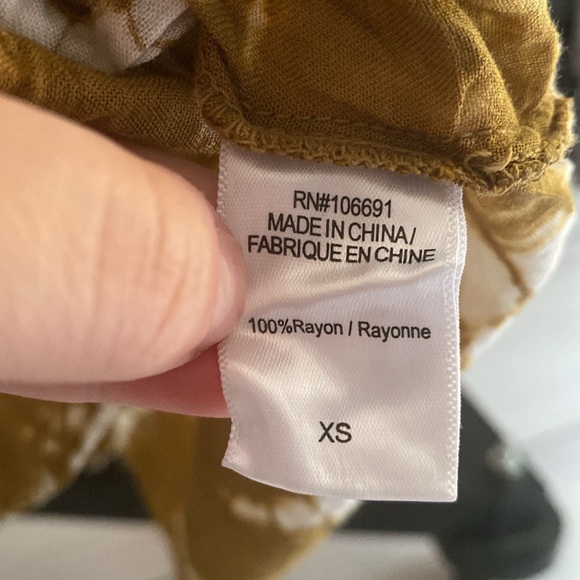 RN#106691
MADE IN CHINA/
FABRIQUE EN CHINE
100%Rayon / Rayonne
XS